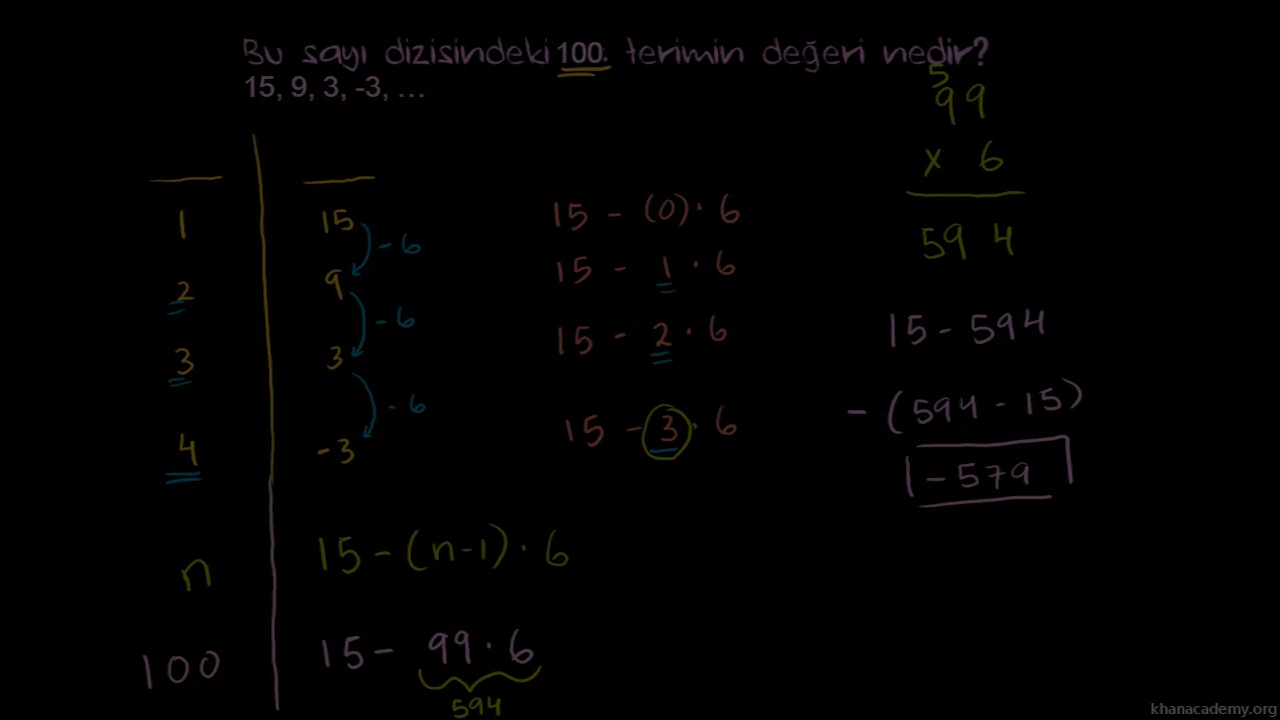 Bu sayı dizisindeki 100. terimin değeri nedir?
15, 9, 3, -3, ...
5
99
x 6
594
1 15 - 6 15 - (0) · 6
2 9 - 6 15 - 1 · 6
3 3 - 6 15 - 2 · 6
4 -3 15 - 3 · 6
15 - 594
- (594 - 15)
- 579
n 15 - (n-1) · 6
100 15 - 99 · 6
594
khanacademy.org